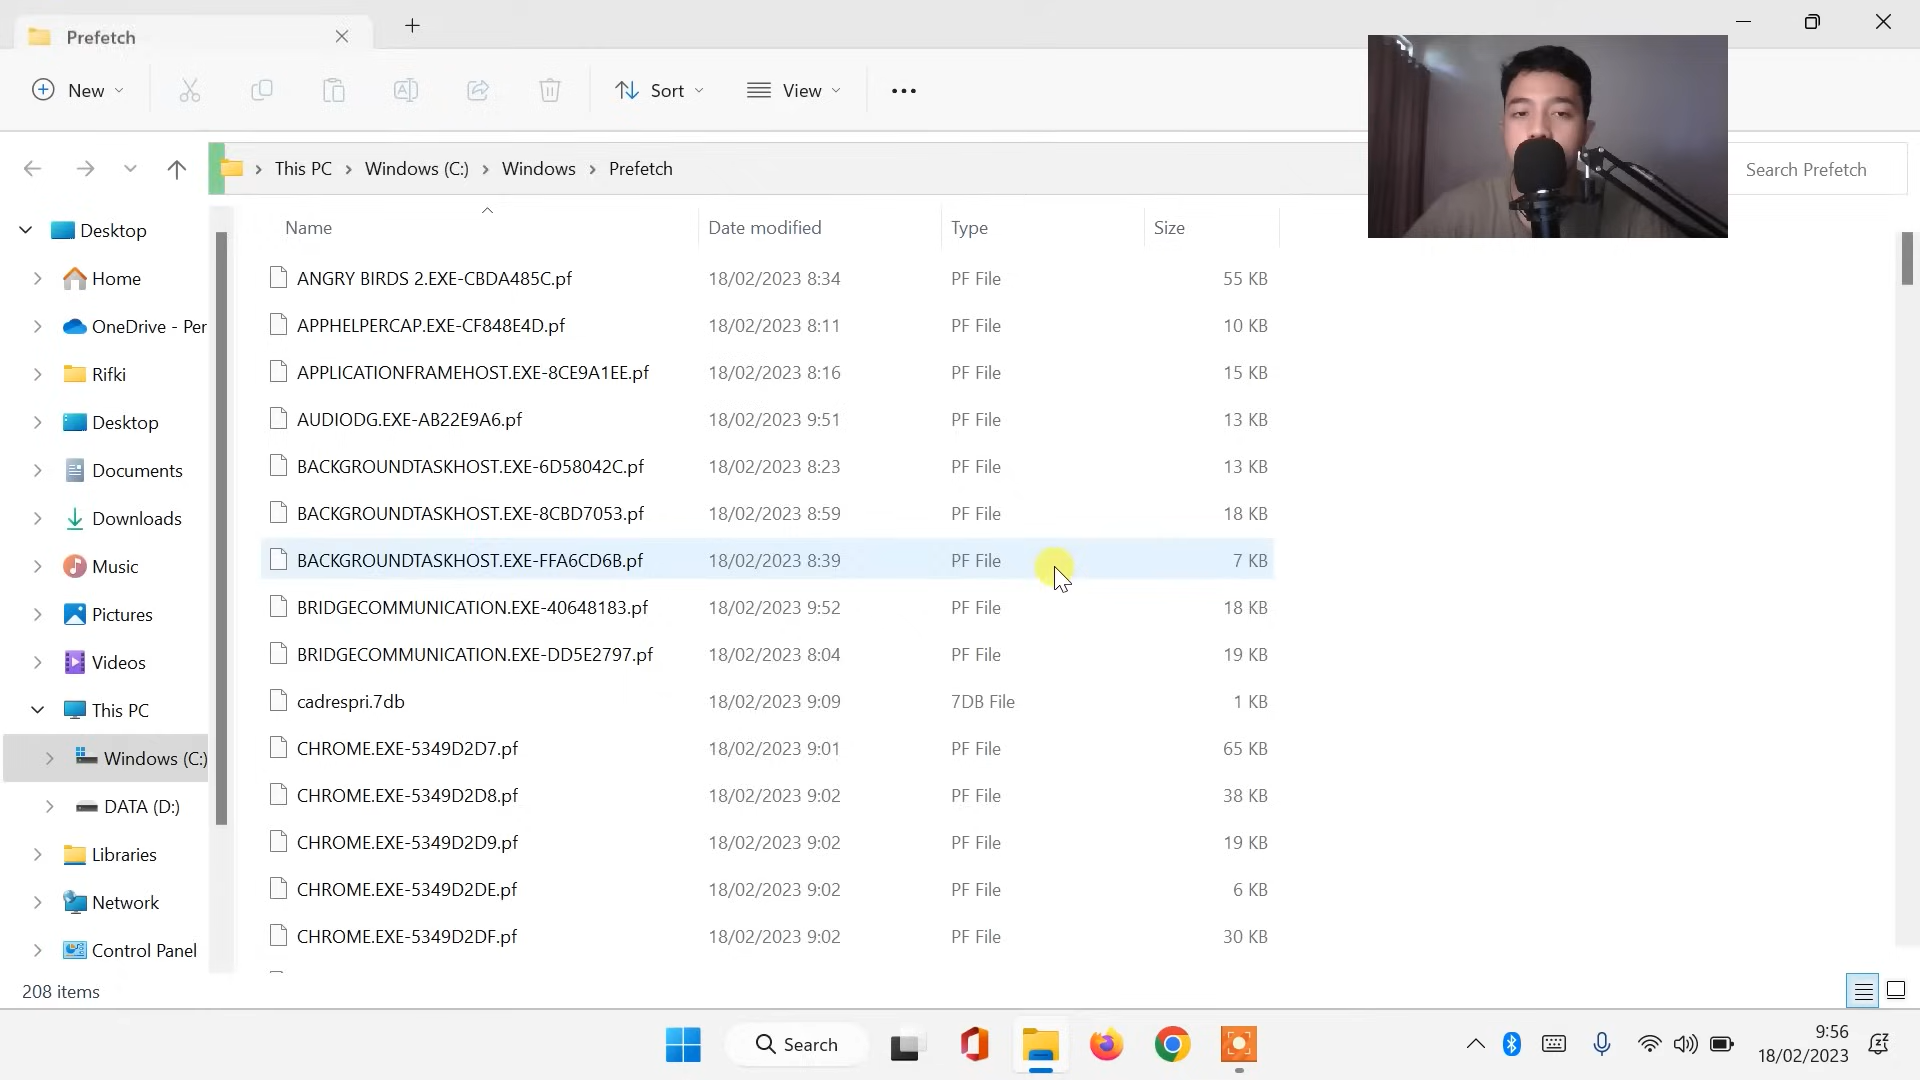 Prefetch
New
Sort
View
This PC
Windows (C:)
Windows
Prefetch
Search Prefetch
Name
Date modified
Type
Size
Desktop
Home
OneDrive - Per
Rifki
Desktop
Documents
Downloads
Music
Pictures
Videos
This PC
Windows (C:)
DATA (D:)
Libraries
Network
Control Panel
ANGRY BIRDS 2.EXE-CBDA485C.pf 18/02/2023 8:34 PF File 55 KB
APPHELPERCAP.EXE-CF848E4D.pf 18/02/2023 8:11 PF File 10 KB
APPLICATIONFRAMEHOST.EXE-8CE9A1EE.pf 18/02/2023 8:16 PF File 15 KB
AUDIODG.EXE-AB22E9A6.pf 18/02/2023 9:51 PF File 13 KB
BACKGROUNDTASKHOST.EXE-6D58042C.pf 18/02/2023 8:23 PF File 13 KB
BACKGROUNDTASKHOST.EXE-8CBD7053.pf 18/02/2023 8:59 PF File 18 KB
BACKGROUNDTASKHOST.EXE-FFA6CD6B.pf 18/02/2023 8:39 PF File 7 KB
BRIDGECOMMUNICATION.EXE-40648183.pf 18/02/2023 9:52 PF File 18 KB
BRIDGECOMMUNICATION.EXE-DD5E2797.pf 18/02/2023 8:04 PF File 19 KB
cadrespri.7db 18/02/2023 9:09 7DB File 1 KB
CHROME.EXE-5349D2D7.pf 18/02/2023 9:01 PF File 65 KB
CHROME.EXE-5349D2D8.pf 18/02/2023 9:02 PF File 38 KB
CHROME.EXE-5349D2D9.pf 18/02/2023 9:02 PF File 19 KB
CHROME.EXE-5349D2DE.pf 18/02/2023 9:02 PF File 6 KB
CHROME.EXE-5349D2DF.pf 18/02/2023 9:02 PF File 30 KB
208 items
Search
9:56
18/02/2023